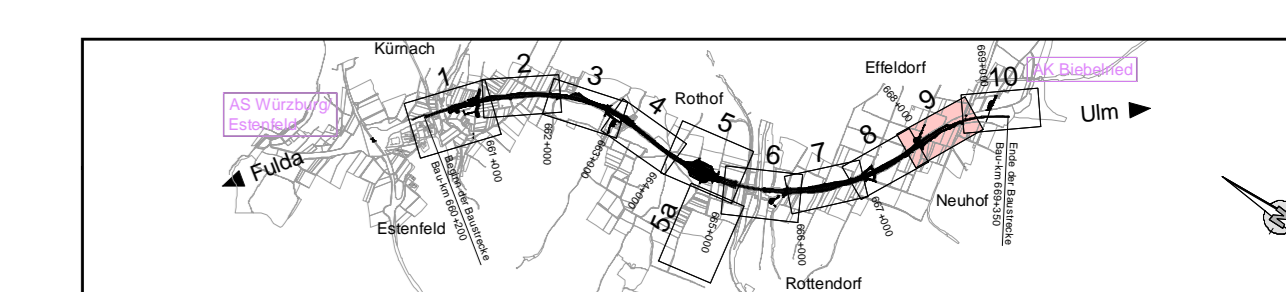 Kürnach
AS Würzburg/
Estenfeld
Fulda
Estenfeld
1
2
3
4
5
5a
6
7
8
9
10
Rothof
Effeldorf
AK Biebelried
Ulm
Neuhof
Rottendorf
Beginn der Baustrecke
Bau-km 660+200
661+000
662+000
663+000
664+000
665+000
666+000
667+000
668+000
669+000
Ende der Baustrecke
Bau-km 669+350
N